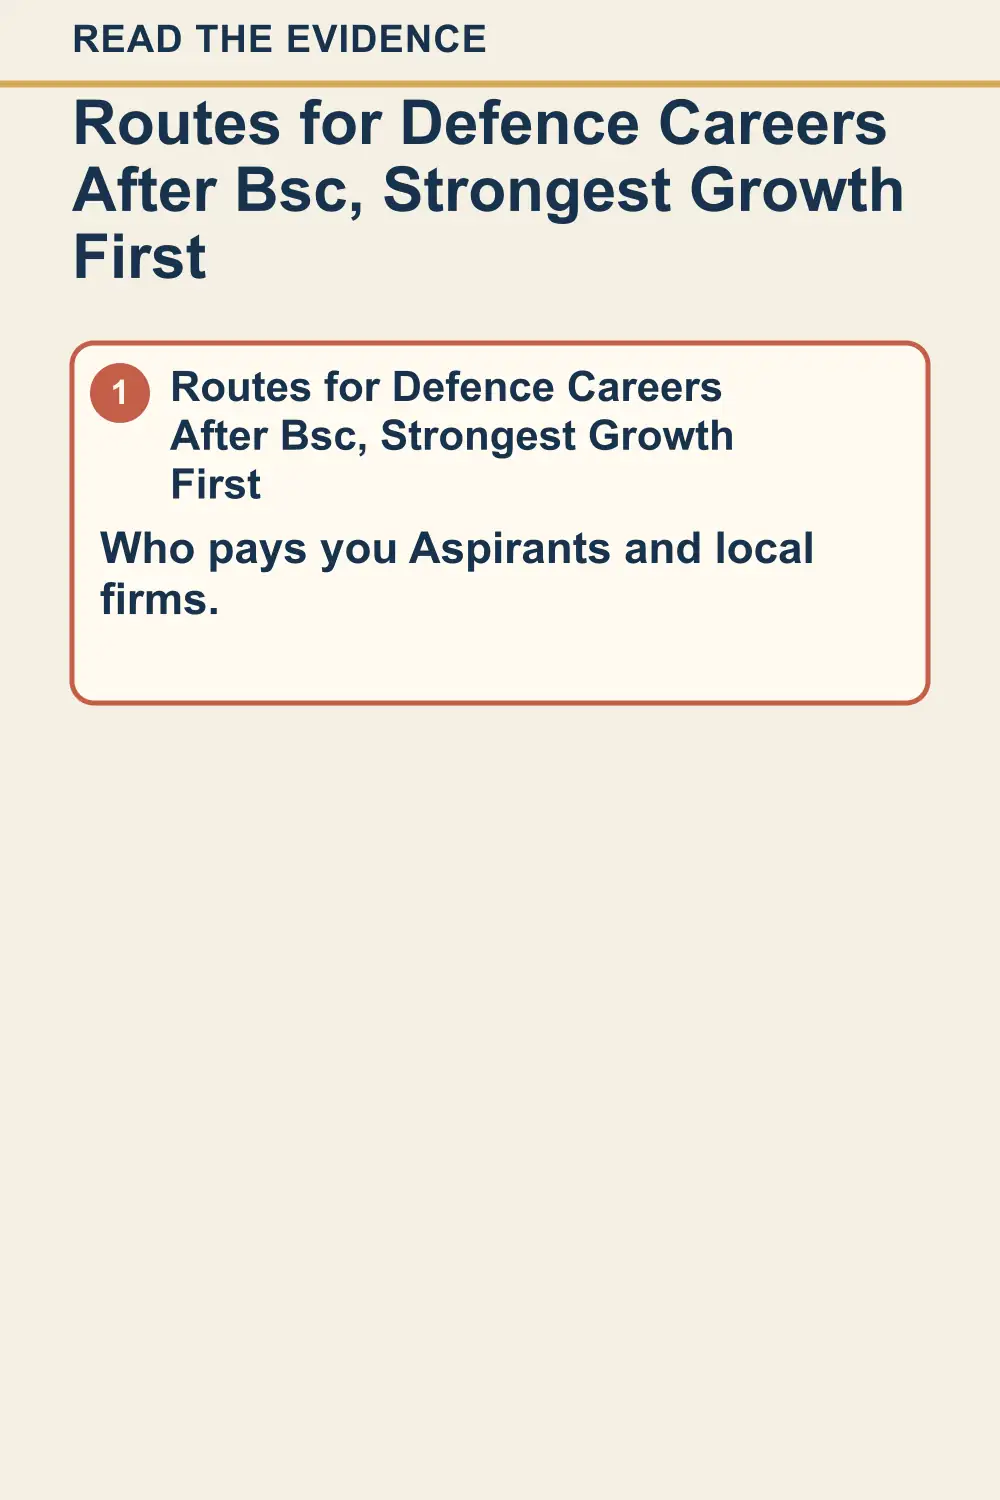 READ THE EVIDENCE
Routes for Defence Careers
After Bsc, Strongest Growth
First
1
Routes for Defence Careers
After Bsc, Strongest Growth
First
Who pays you Aspirants and local
firms.